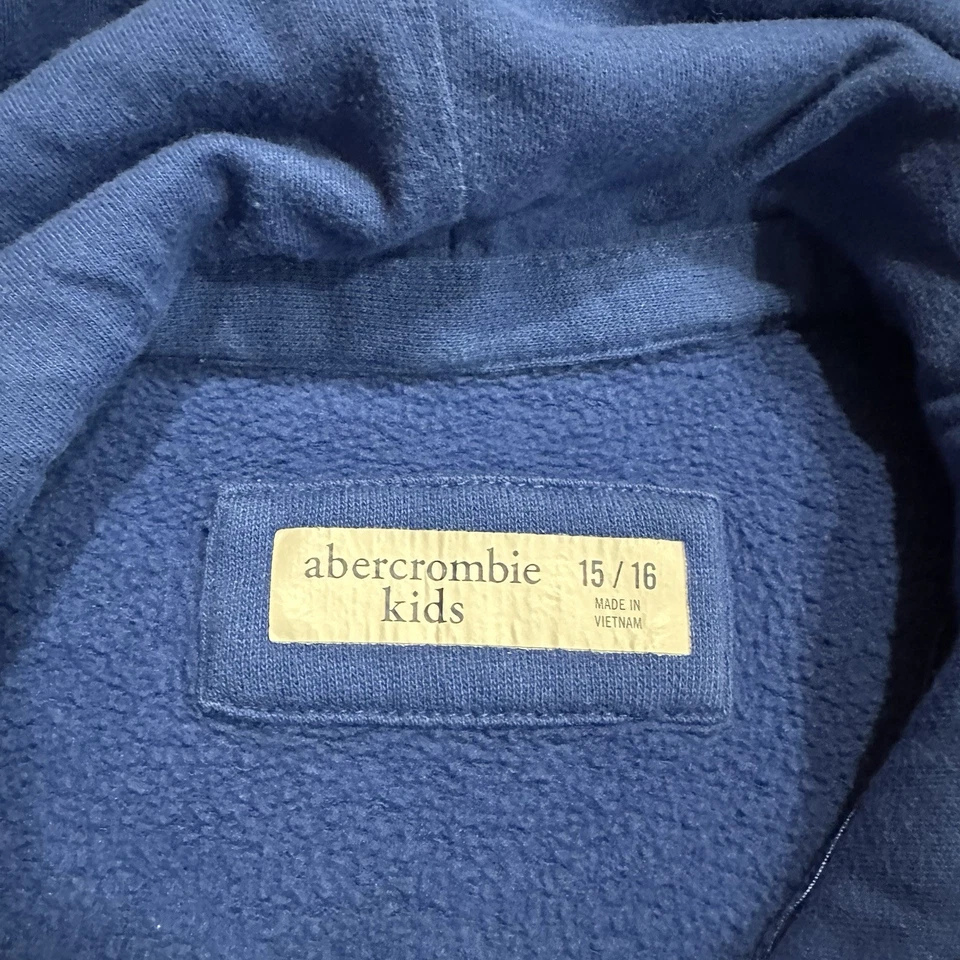 abercrombie
kids
15 / 16
MADE IN
VIETNAM